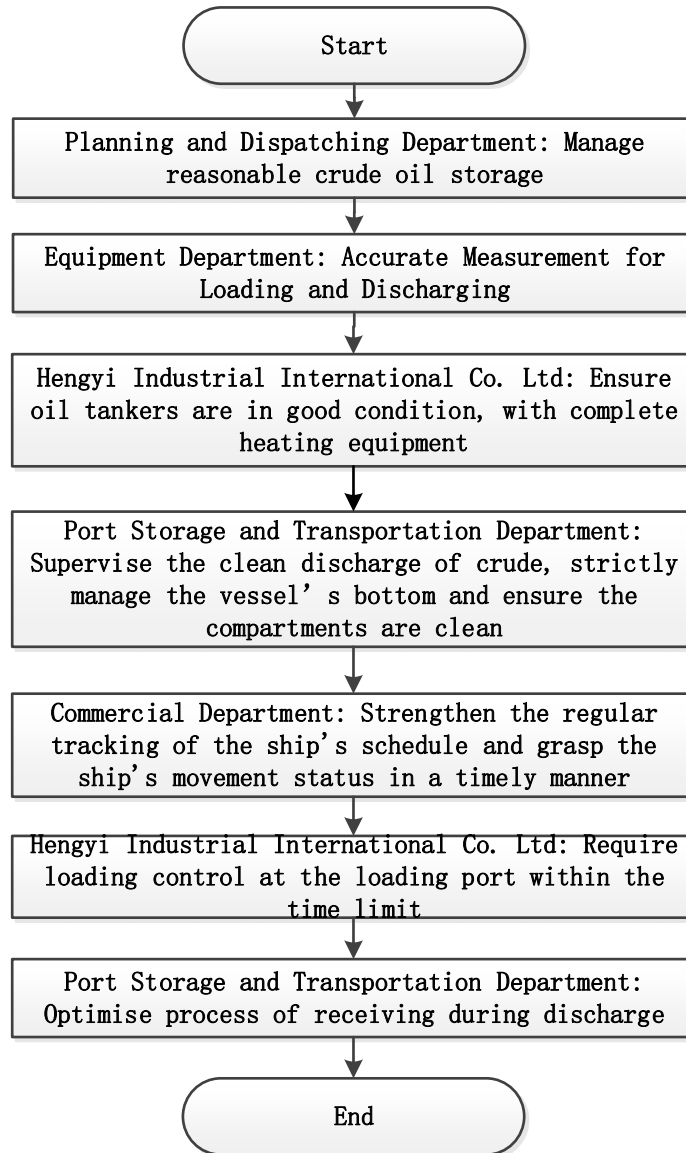 Start
Planning and Dispatching Department: Manage
reasonable crude oil storage
Equipment Department: Accurate Measurement for
Loading and Discharging
Hengyi Industrial International Co. Ltd: Ensure
oil tankers are in good condition, with complete
heating equipment
Port Storage and Transportation Department:
Supervise the clean discharge of crude, strictly
manage the vessel’s bottom and ensure the
compartments are clean
Commercial Department: Strengthen the regular
tracking of the ship's schedule and grasp the
ship's movement status in a timely manner
Hengyi Industrial International Co. Ltd: Require
loading control at the loading port within the
time limit
Port Storage and Transportation Department:
Optimise process of receiving during discharge
End